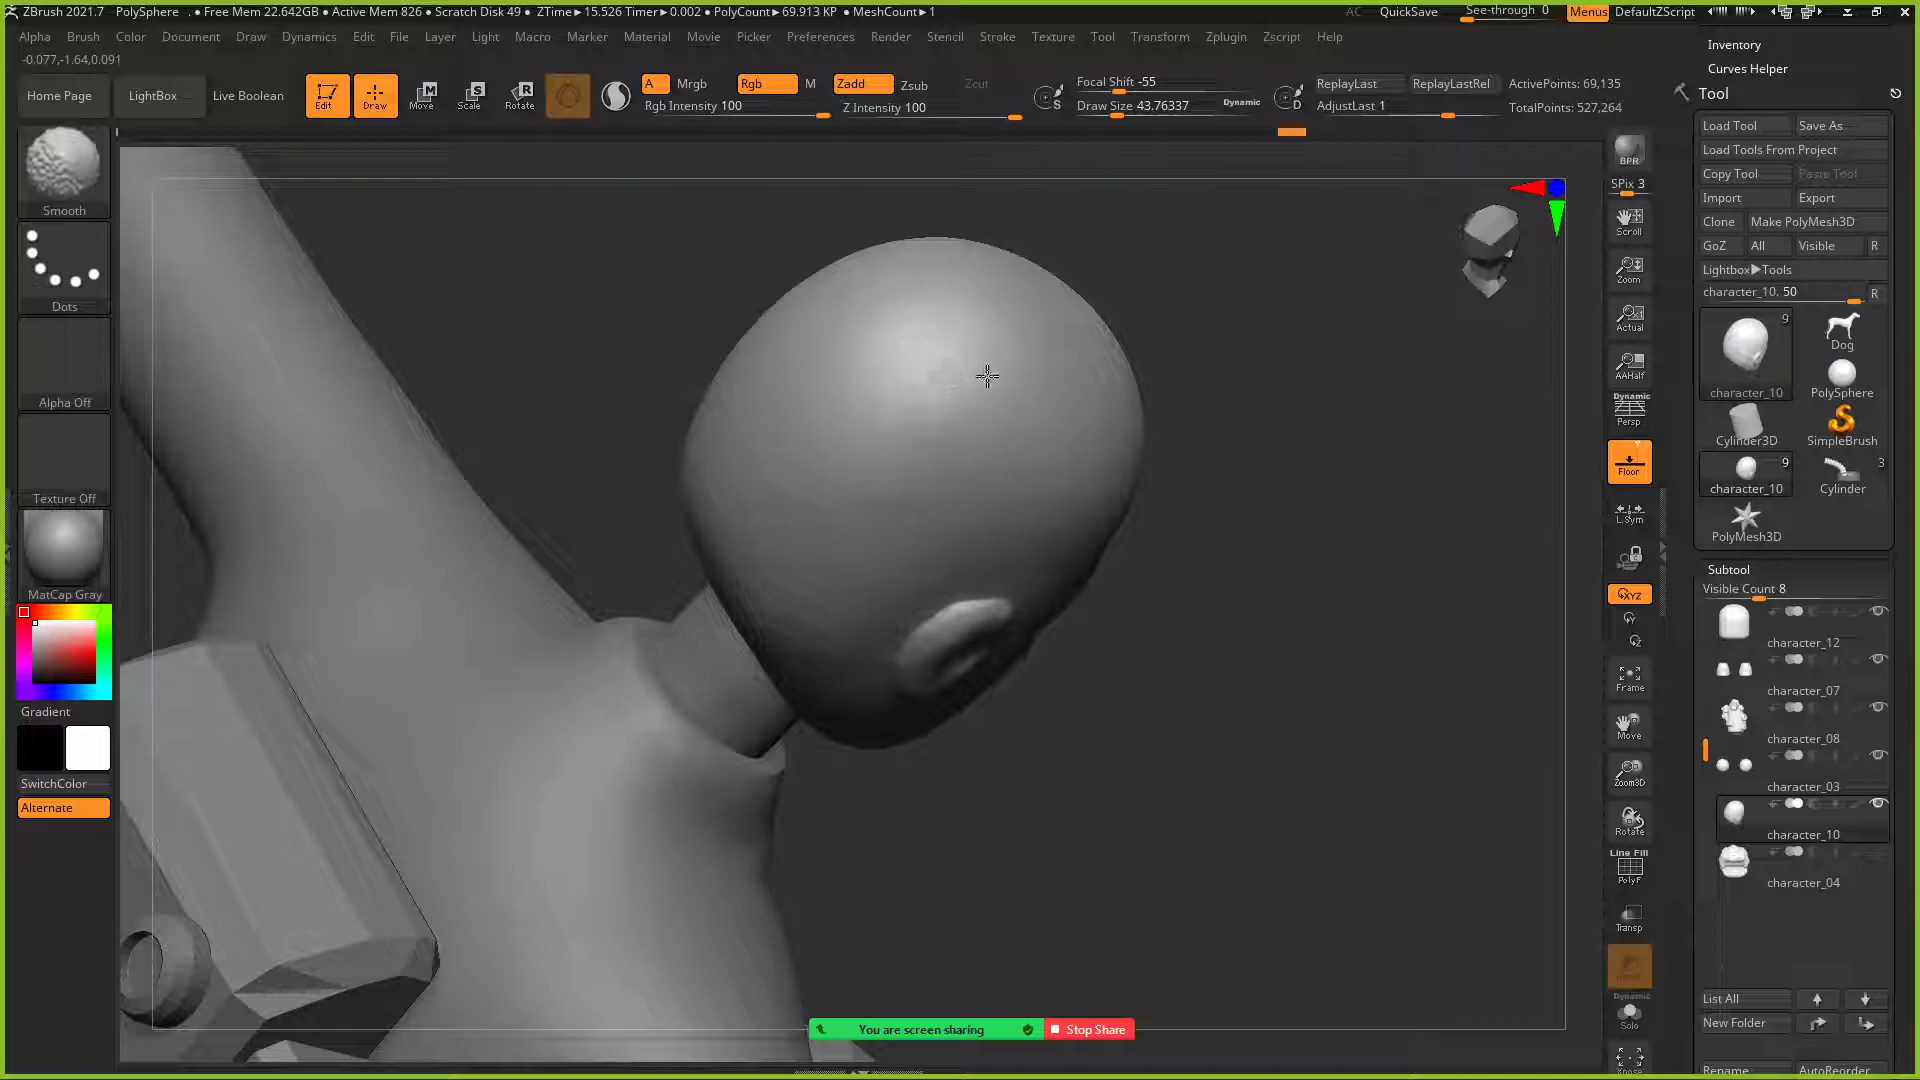 ZBrush 2021.7 PolySphere . • Free Mem 22.642GB • Active Mem 826 • Scratch Disk 49 • ZTime▶15.526 Timer▶0.002 • PolyCount▶69.913 KP • MeshCount▶1
AC QuickSave See-through 0 Menus DefaultZScript
Alpha Brush Color Document Draw Dynamics Edit File Layer Light Macro Marker Material Movie Picker Preferences Render Stencil Stroke Texture Tool Transform Zplugin Zscript Help
-0.077,-1.64,0.091
Home Page LightBox Live Boolean
Edit Draw Move Scale Rotate
A Mrgb Rgb M Zadd Zsub Zcut
Rgb Intensity 100 Z Intensity 100
S Focal Shift -55
Draw Size 43.76337 Dynamic D
ReplayLast ReplayLastRel ActivePoints: 69,135
AdjustLast 1 TotalPoints: 527,264
Smooth
Dots
Alpha Off
Texture Off
MatCap Gray
Gradient
SwitchColor
Alternate
BPR
SPix 3
Scroll
Zoom
Actual
AAHalf
Dynamic
Persp
Floor
L.Sym
XYZ
Frame
Move
Zoom3D
Rotate
Line Fill
PolyF
Transp
Dynamic
Solo
Xpose
Inventory
Curves Helper
Tool
Load Tool Save As
Load Tools From Project
Copy Tool Paste Tool
Import Export
Clone Make PolyMesh3D
GoZ All Visible R
Lightbox▶Tools
character_10. 50 R
9
character_10 Dog
PolySphere
Cylinder3D SimpleBrush
9 3
character_10 Cylinder
PolyMesh3D
Subtool
Visible Count 8
character_12
character_07
character_08
character_03
character_10
character_04
List All
New Folder
Rename AutoReorder
You are screen sharing Stop Share